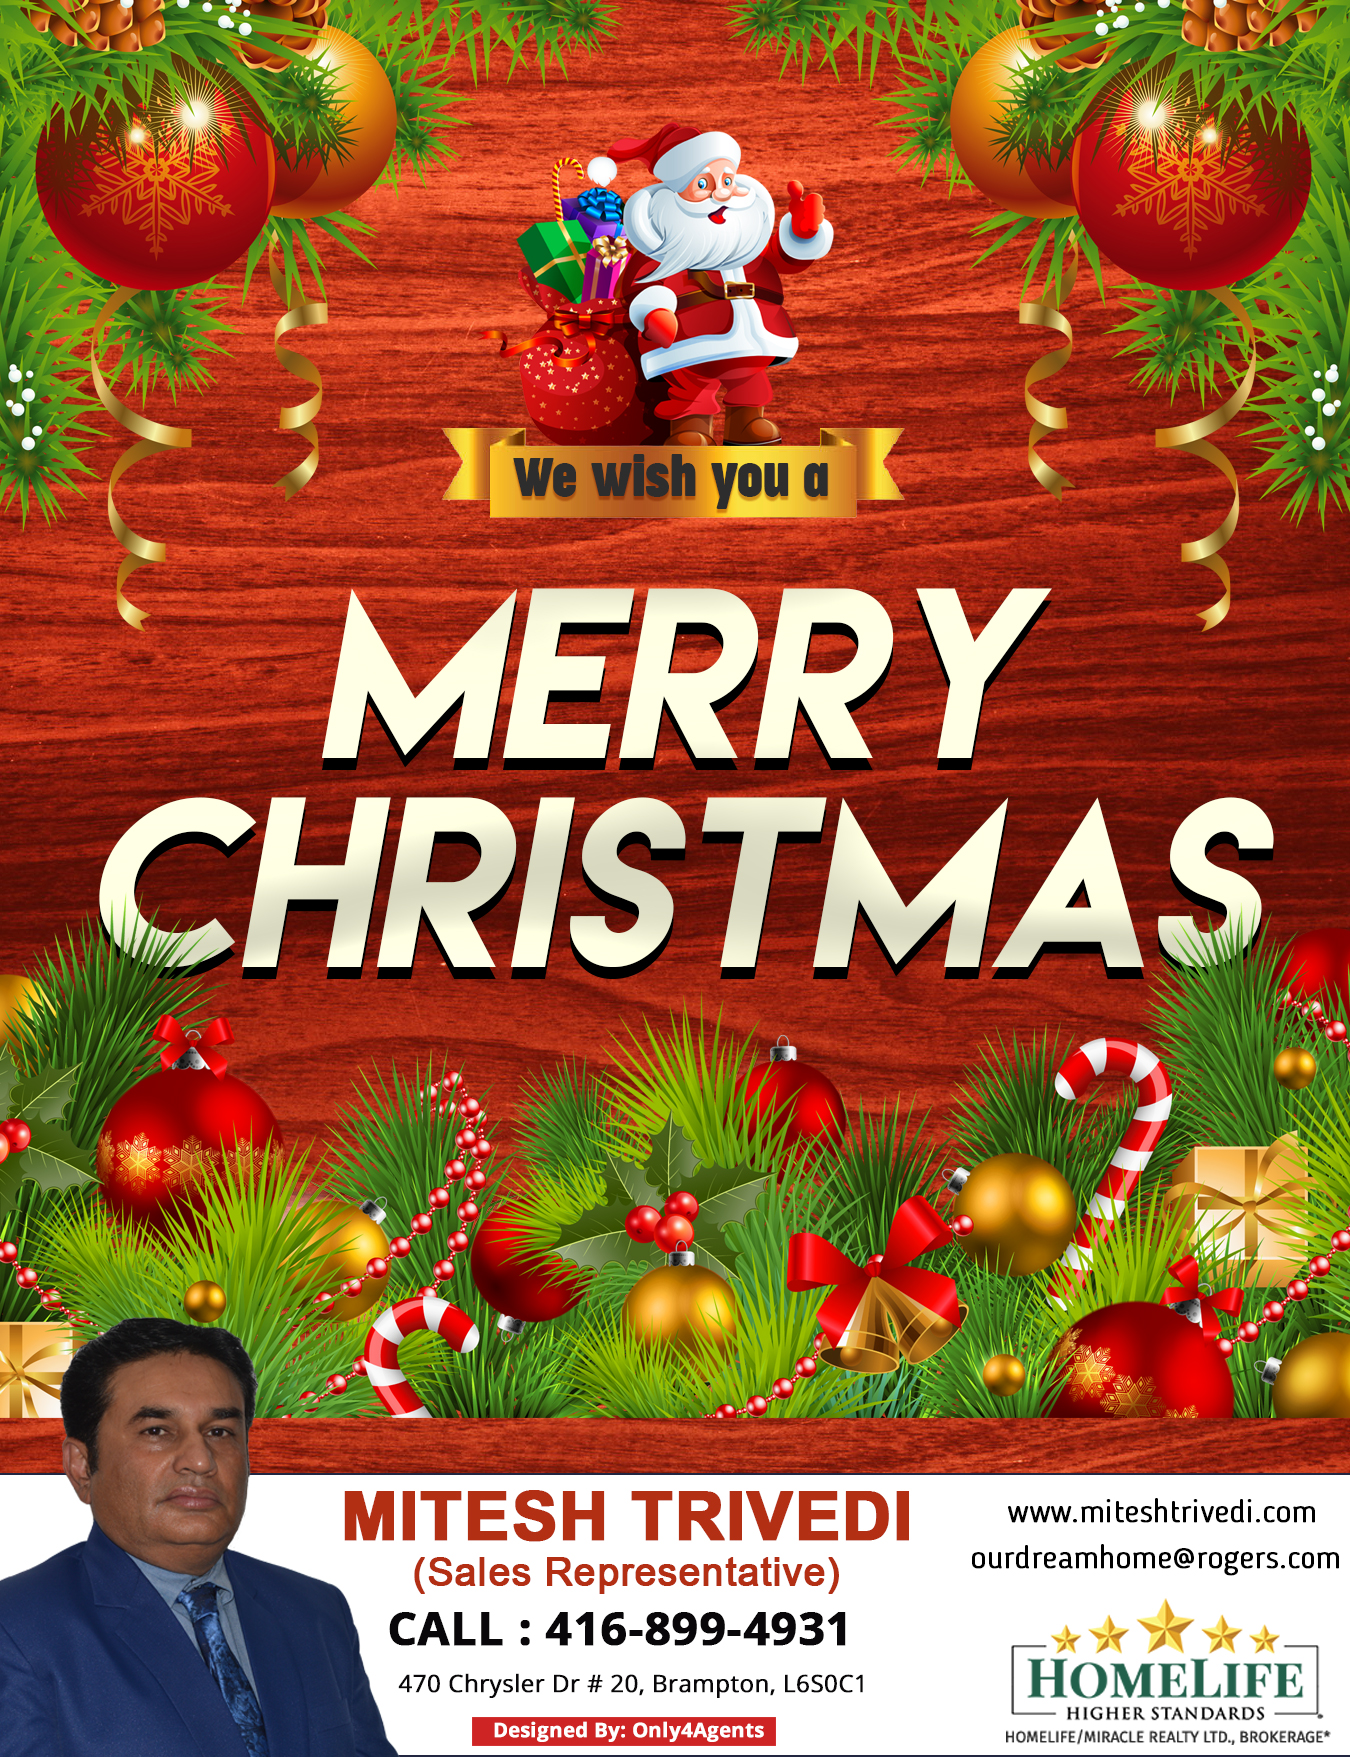 We wish you a
MERRY
CHRISTMAS
MITESH TRIVEDI
(Sales Representative)
CALL : 416-899-4931
470 Chrysler Dr # 20, Brampton, L6S0C1
Designed By: Only4Agents
www.miteshtrivedi.com
ourdreamhome@rogers.com
HOMELIFE
HIGHER STANDARDS
HOMELIFE/MIRACLE REALTY LTD., BROKERAGE*